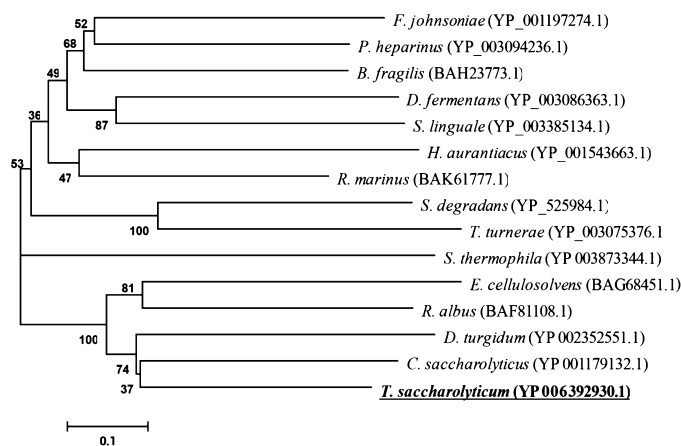 52
F. johnsoniae (YP_001197274.1)
68
P. heparinus (YP_003094236.1)
49
B. fragilis (BAH23773.1)
D. fermentans (YP_003086363.1)
36
87
S. linguale (YP_003385134.1)
H. aurantiacus (YP_001543663.1)
53
47
R. marinus (BAK61777.1)
S. degradans (YP_525984.1)
100
T. turnerae (YP_003075376.1
S. thermophila (YP 003873344.1)
E. cellulosolvens (BAG68451.1)
81
R. albus (BAF81108.1)
100
D. turgidum (YP 002352551.1)
74
C. saccharolyticus (YP 001179132.1)
37
T. saccharolyticum (YP 006392930.1)
0.1